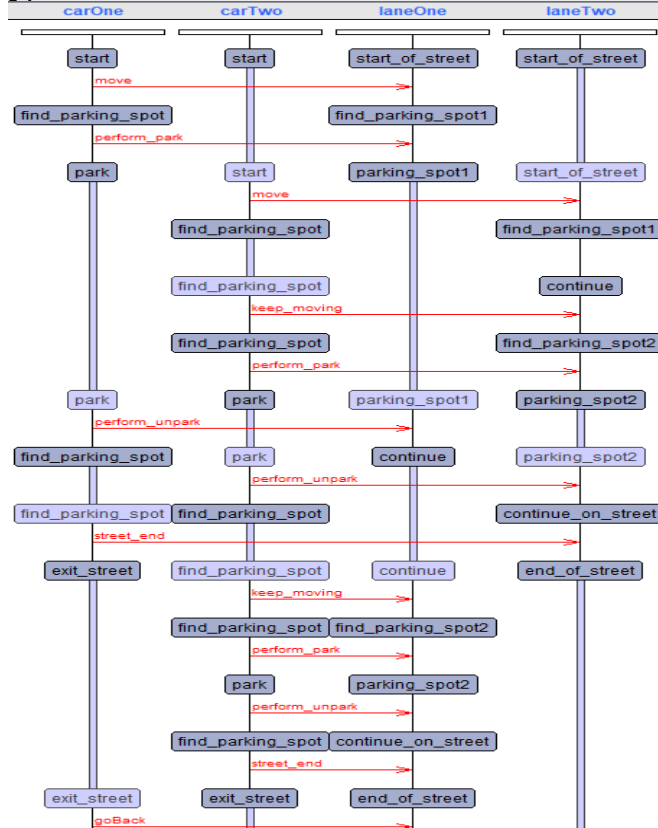 carOne carTwo laneOne laneTwo
start start start_of_street start_of_street
move
find_parking_spot find_parking_spot1
perform_park
park start parking_spot1 start_of_street
move
find_parking_spot find_parking_spot1
find_parking_spot continue
keep_moving
find_parking_spot find_parking_spot2
perform_park
park park parking_spot1 parking_spot2
perform_unpark
find_parking_spot park continue parking_spot2
perform_unpark
find_parking_spot find_parking_spot continue_on_street
street_end
exit_street find_parking_spot continue end_of_street
keep_moving
find_parking_spot find_parking_spot2
perform_park
park parking_spot2
perform_unpark
find_parking_spot continue_on_street
street_end
exit_street exit_street end_of_street
goBack